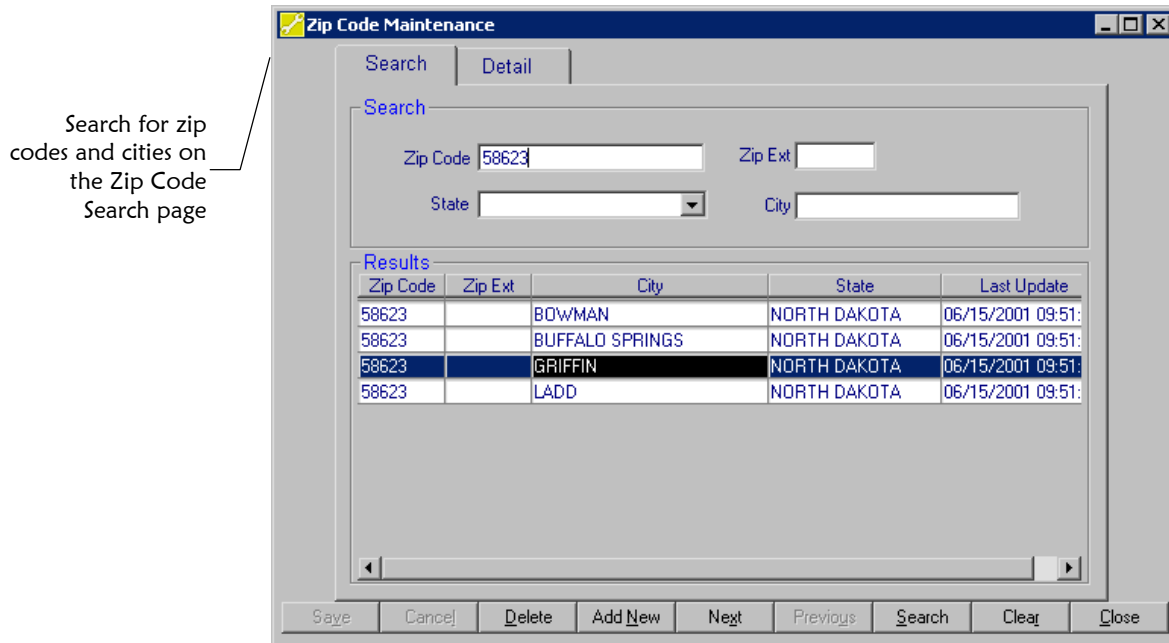 Zip Code Maintenance
Search Detail
Search for zip
codes and cities on
the Zip Code
Search page
Search
Zip Code 58623 Zip Ext
State City
Results
Zip Code Zip Ext City State Last Update
58623 BOWMAN NORTH DAKOTA 06/15/2001 09:51:
58623 BUFFALO SPRINGS NORTH DAKOTA 06/15/2001 09:51:
58623 GRIFFIN NORTH DAKOTA 06/15/2001 09:51:
58623 LADD NORTH DAKOTA 06/15/2001 09:51:
Save Cancel Delete Add New Next Previous Search Clear Close